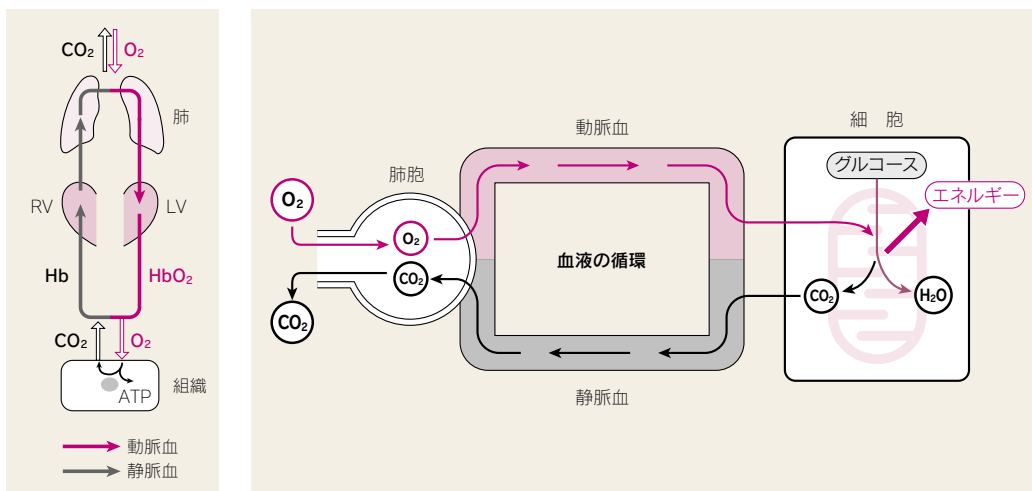 CO₂
O₂
肺
RV
LV
Hb
HbO₂
CO₂
O₂
ATP
組織
動脈血
静脈血
動脈血
細 胞
グルコース
肺胞
エネルギー
O₂
O₂
血液の循環
CO₂
CO₂
H₂O
CO₂
静脈血